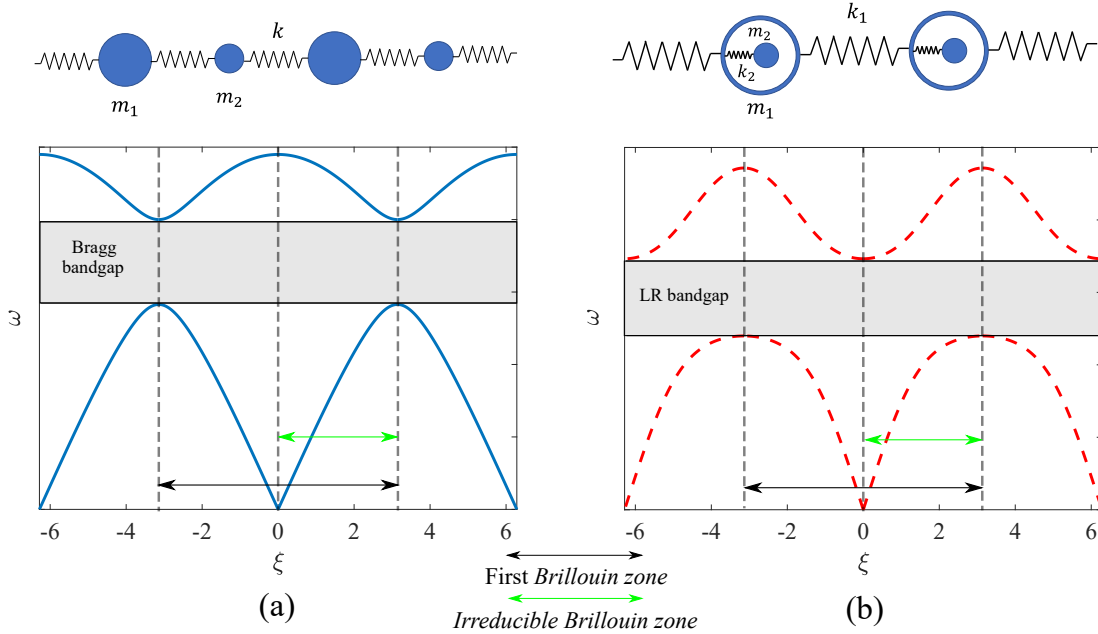 k
m₁
m₂
k₁
m₂
k₂
m₁
Bragg
bandgap
ω
-6 -4 -2 0 2 4 6
ξ
(a)
LR bandgap
ω
-6 -4 -2 0 2 4 6
ξ
(b)
First Brillouin zone
Irreducible Brillouin zone